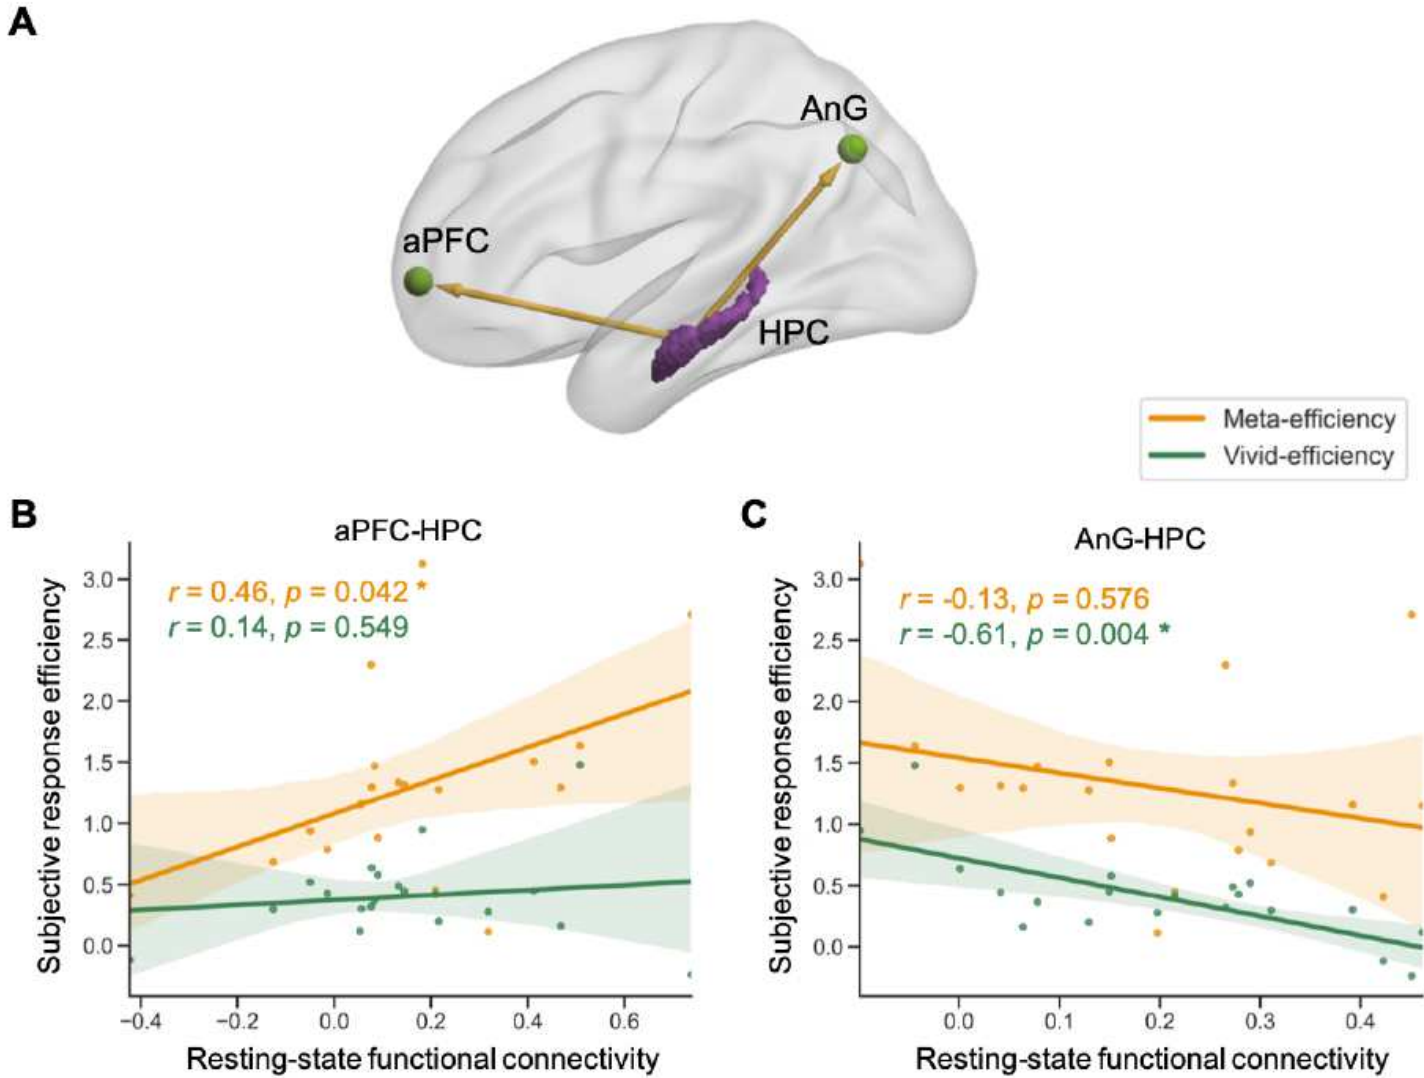 A
AnG
aPFC
HPC
Meta-efficiency
Vivid-efficiency
B
aPFC-HPC
r = 0.46, p = 0.042 *
r = 0.14, p = 0.549
Subjective response efficiency
3.0
2.5
2.0
1.5
1.0
0.5
0.0
−0.4 −0.2 0.0 0.2 0.4 0.6
Resting-state functional connectivity
C
AnG-HPC
r = -0.13, p = 0.576
r = -0.61, p = 0.004 *
Subjective response efficiency
3.0
2.5
2.0
1.5
1.0
0.5
0.0
0.0 0.1 0.2 0.3 0.4
Resting-state functional connectivity